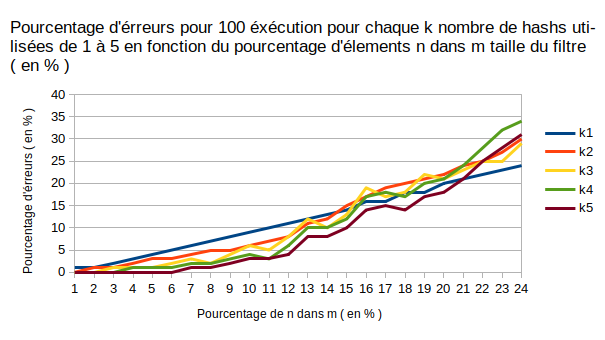 Pourcentage d'érreurs pour 100 éxécution pour chaque k nombre de hashs uti-
lisées de 1 à 5 en fonction du pourcentage d'élements n dans m taille du filtre
( en % )
40
35
30
25
20
15
10
5
0
Pourcentage d'érreurs ( en % )
1 2 3 4 5 6 7 8 9 10 11 12 13 14 15 16 17 18 19 20 21 22 23 24
Pourcentage de n dans m ( en % )
k1
k2
k3
k4
k5